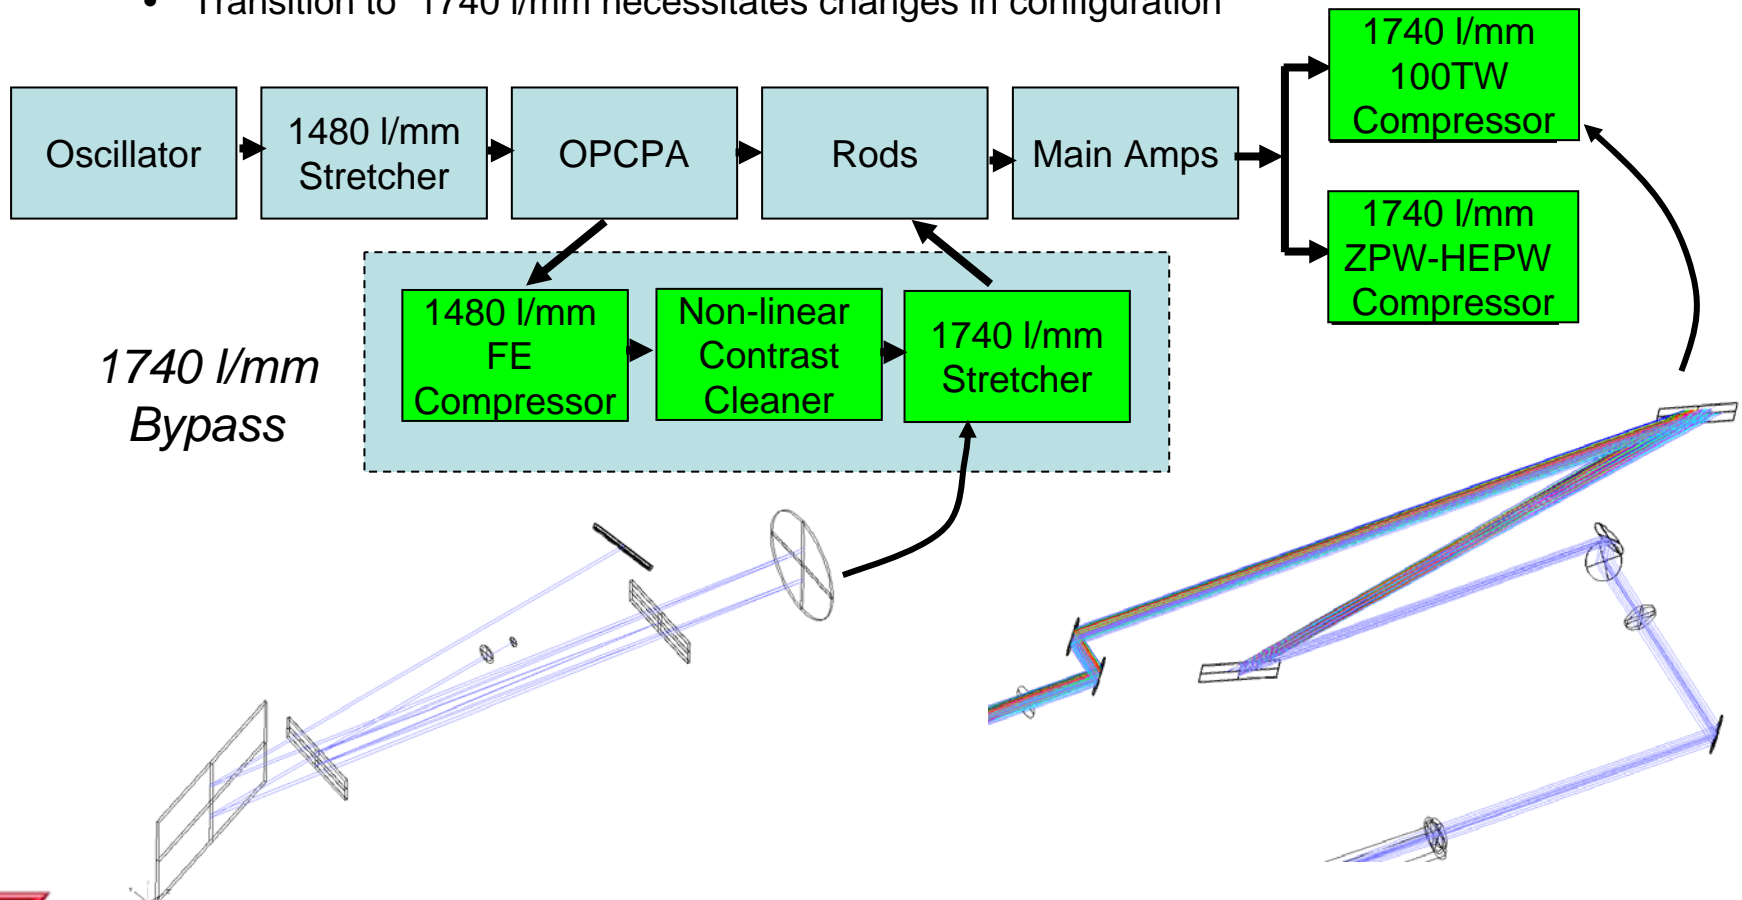 • Transition to 1740 l/mm necessitates changes in configuration
1740 l/mm
100TW
Compressor
Oscillator
1480 l/mm
Stretcher
OPCPA
Rods
Main Amps
1740 l/mm
ZPW-HEPW
Compressor
1740 l/mm
Bypass
1480 l/mm
FE
Compressor
Non-linear
Contrast
Cleaner
1740 l/mm
Stretcher